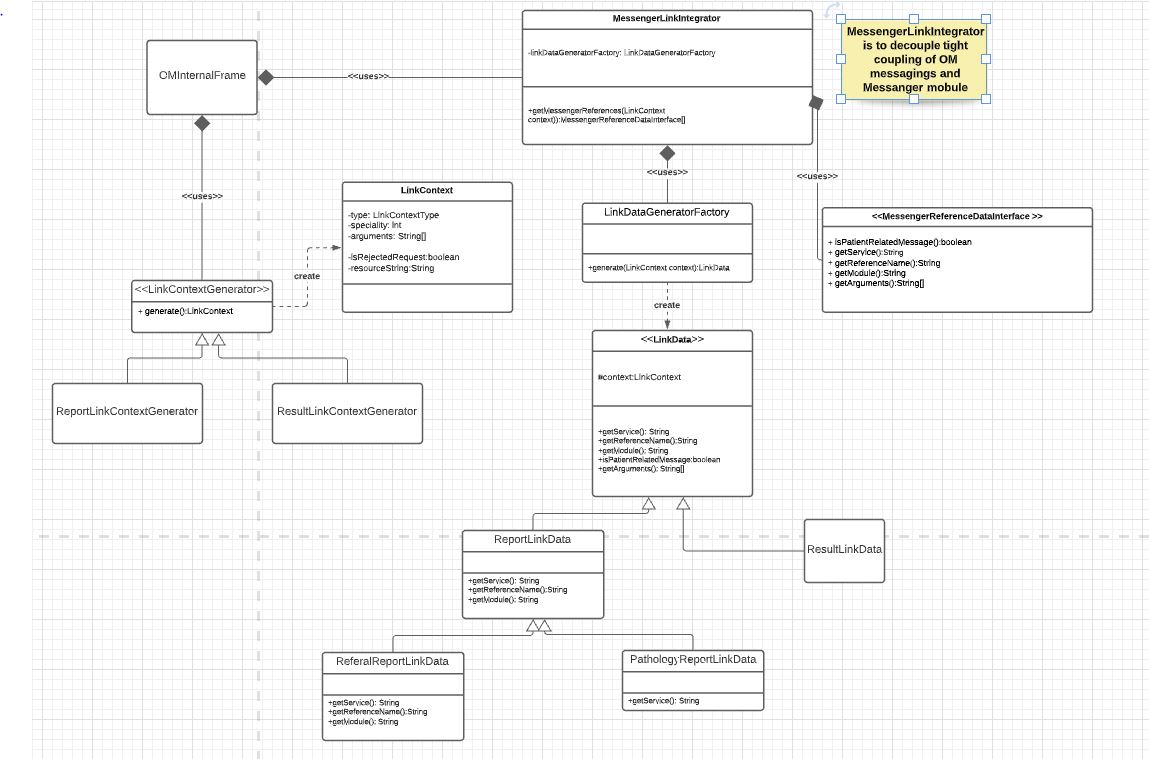 MessengerLinkIntegrator
-linkDataGeneratorFactory: LinkDataGeneratorFactory
+getMessengerReferences(LinkContext
context)):MessengerReferenceDataInterface[]
MessengerLinkIntegrator
is to decouple tight
coupling of OM
messagings and
Messanger mobule
OMInternalFrame
<<uses>>
<<uses>>
<<uses>>
<<uses>>
LinkContext
-type: LinkContextType
-speciality: Int
-arguments: String[]
-isRejectedRequest:boolean
-resourceString:String
create
LinkDataGeneratorFactory
+generate(LinkContext context):LinkData
<<MessengerReferenceDataInterface >>
+ isPatientRelatedMessage():boolean
+ getService():String
+ getReferenceName():String
+ getModule():String
+ getArguments():String[]
<<LinkContextGenerator>>
+ generate():LinkContext
create
ReportLinkContextGenerator
ResultLinkContextGenerator
<<LinkData>>
#context:LinkContext
+getService(): String
+getReferenceName():String
+getModule(): String
+isPatientRelatedMessage:boolean
+getArguments(): String[]
ReportLinkData
+getService(): String
+getReferenceName():String
+getModule(): String
ResultLinkData
ReferalReportLinkData
+getService(): String
+getReferenceName():String
+getModule(): String
PathologyReportLinkData
+getService(): String